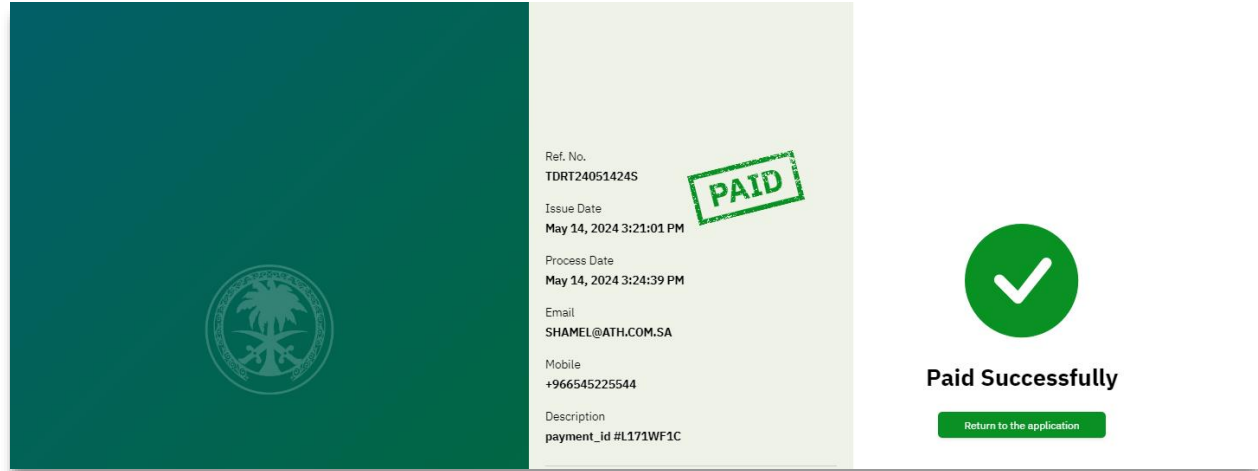 Ref. No.
TDRT24051424S
PAID
Issue Date
May 14, 2024 3:21:01 PM
Process Date
May 14, 2024 3:24:39 PM
Email
SHAMEL@ATH.COM.SA
Mobile
+966545225544
Description
payment_id #L171WF1C
Paid Successfully
Return to the application